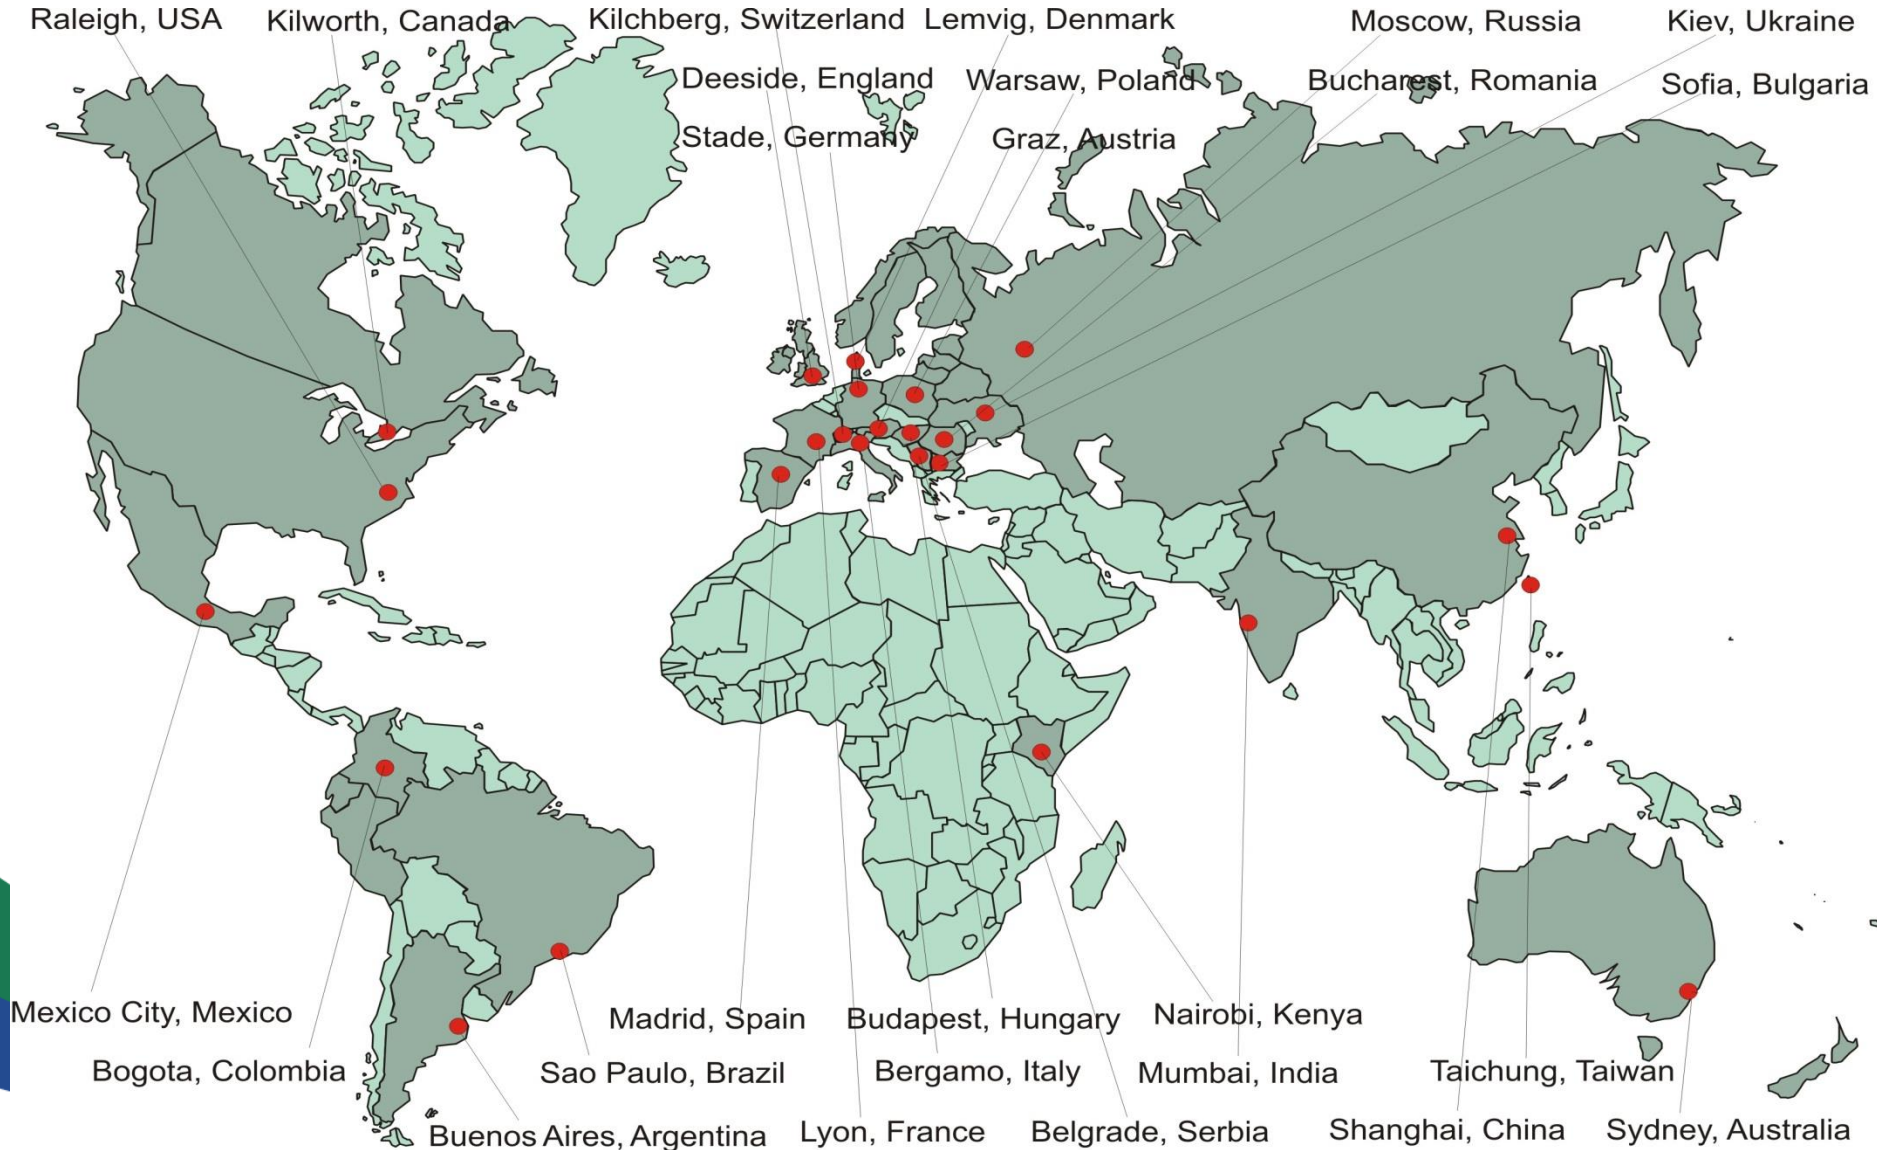 Raleigh, USA
Kilworth, Canada
Kilchberg, Switzerland
Lemvig, Denmark
Moscow, Russia
Kiev, Ukraine
Deeside, England
Warsaw, Poland
Bucharest, Romania
Sofia, Bulgaria
Stade, Germany
Graz, Austria
Mexico City, Mexico
Madrid, Spain
Budapest, Hungary
Nairobi, Kenya
Bogota, Colombia
Sao Paulo, Brazil
Bergamo, Italy
Mumbai, India
Taichung, Taiwan
Buenos Aires, Argentina
Lyon, France
Belgrade, Serbia
Shanghai, China
Sydney, Australia